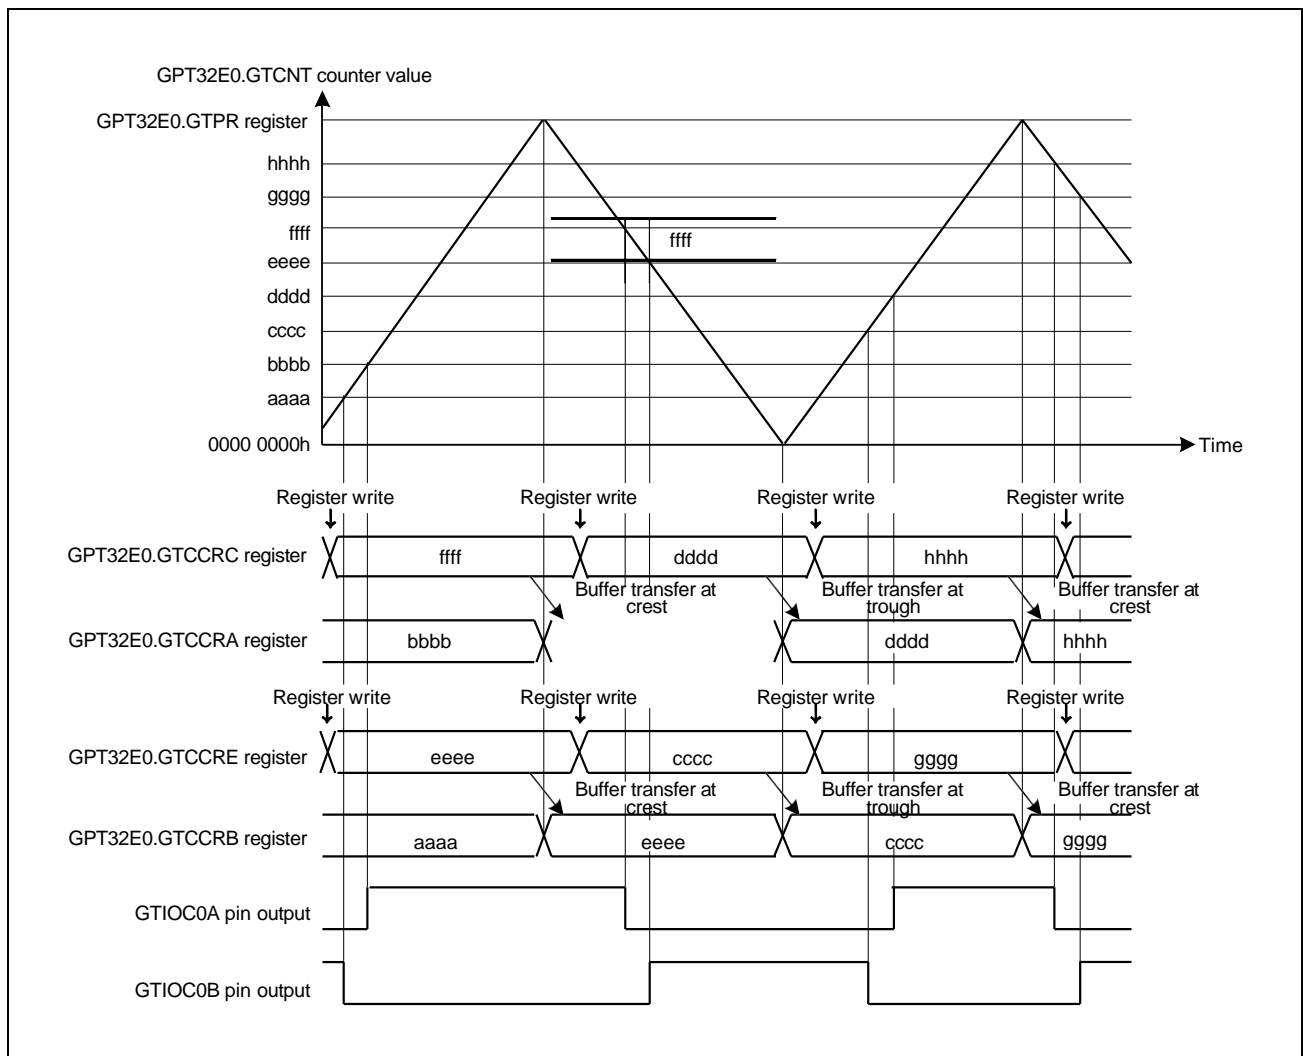 GPT32E0.GTCNT counter value
GPT32E0.GTPR register
hhhh
gggg
ffff
ffff
eeee
dddd
cccc
bbbb
aaaa
0000 0000h
Time
Register write Register write Register write Register write
GPT32E0.GTCCRC register ffff dddd hhhh
Buffer transfer at crest
Buffer transfer at trough
Buffer transfer at crest
GPT32E0.GTCCRA register bbbb dddd hhhh
Register write Register write Register write Register write
GPT32E0.GTCCRE register eeee cccc gggg
Buffer transfer at crest
Buffer transfer at trough
Buffer transfer at crest
GPT32E0.GTCCRB register aaaa eeee cccc gggg
GTIOC0A pin output
GTIOC0B pin output